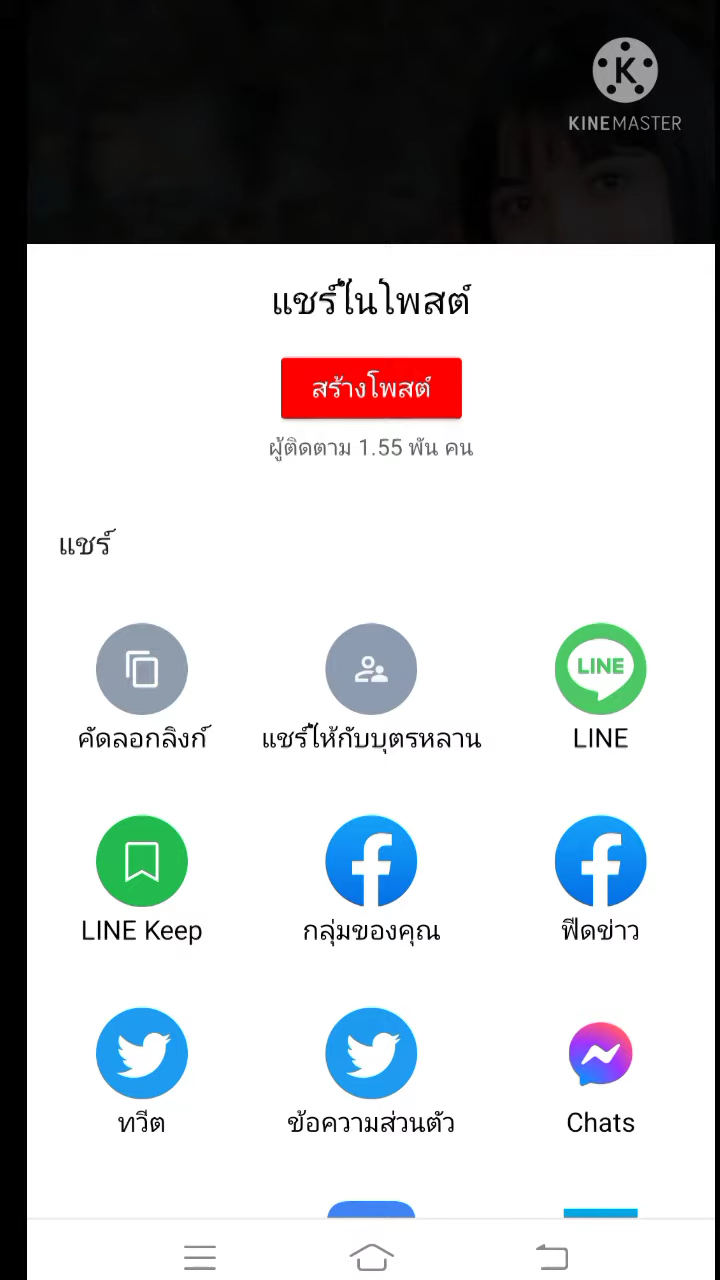 KINEMASTER
แชร์ในโพสต์
สร้างโพสต์
ผู้ติดตาม 1.55 พัน คน
แชร์
คัดลอกลิงก์
แชร์ให้กับบุตรหลาน
LINE
LINE
LINE Keep
กลุ่มของคุณ
ฟีดข่าว
ทวีต
ข้อความส่วนตัว
Chats